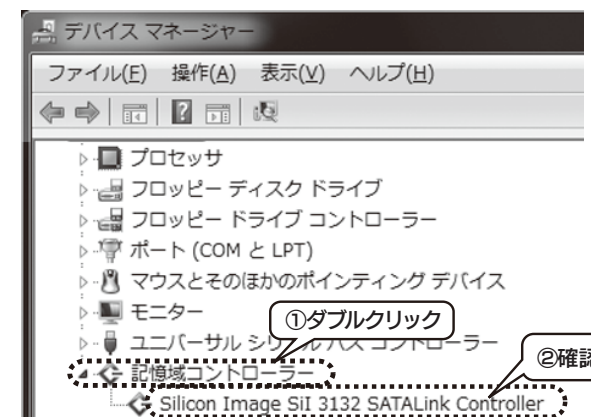 デバイス マネージャー
ファイル(F) 操作(A) 表示(V) ヘルプ(H)
プロセッサ
フロッピー ディスク ドライブ
フロッピー ドライブ コントローラー
ポート (COM と LPT)
マウスとそのほかのポインティング デバイス
モニター
①ダブルクリック
ユニバーサル シリアル バス コントローラー
②確認
記憶域コントローラー
Silicon Image SiI 3132 SATALink Controller